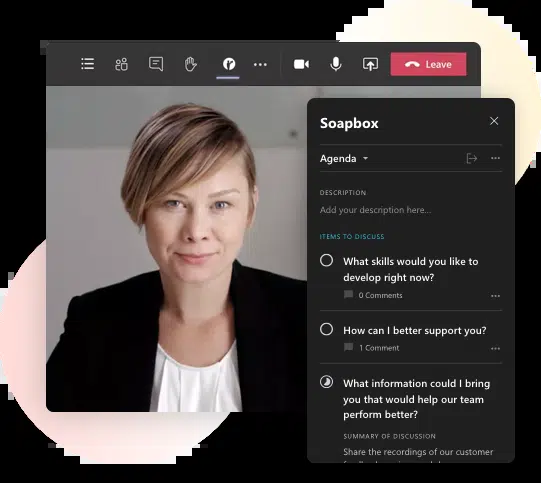 Leave
Soapbox
Agenda
DESCRIPTION
Add your description here...
ITEMS TO DISCUSS
What skills would you like to
develop right now?
0 Comments
How can I better support you?
1 Comment
What information could I bring
you that would help our team
perform better?
SUMMARY OF DISCUSSION
Share the recordings of our customer